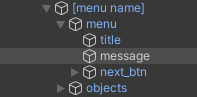 [menu name]
menu
title
message
next_btn
objects